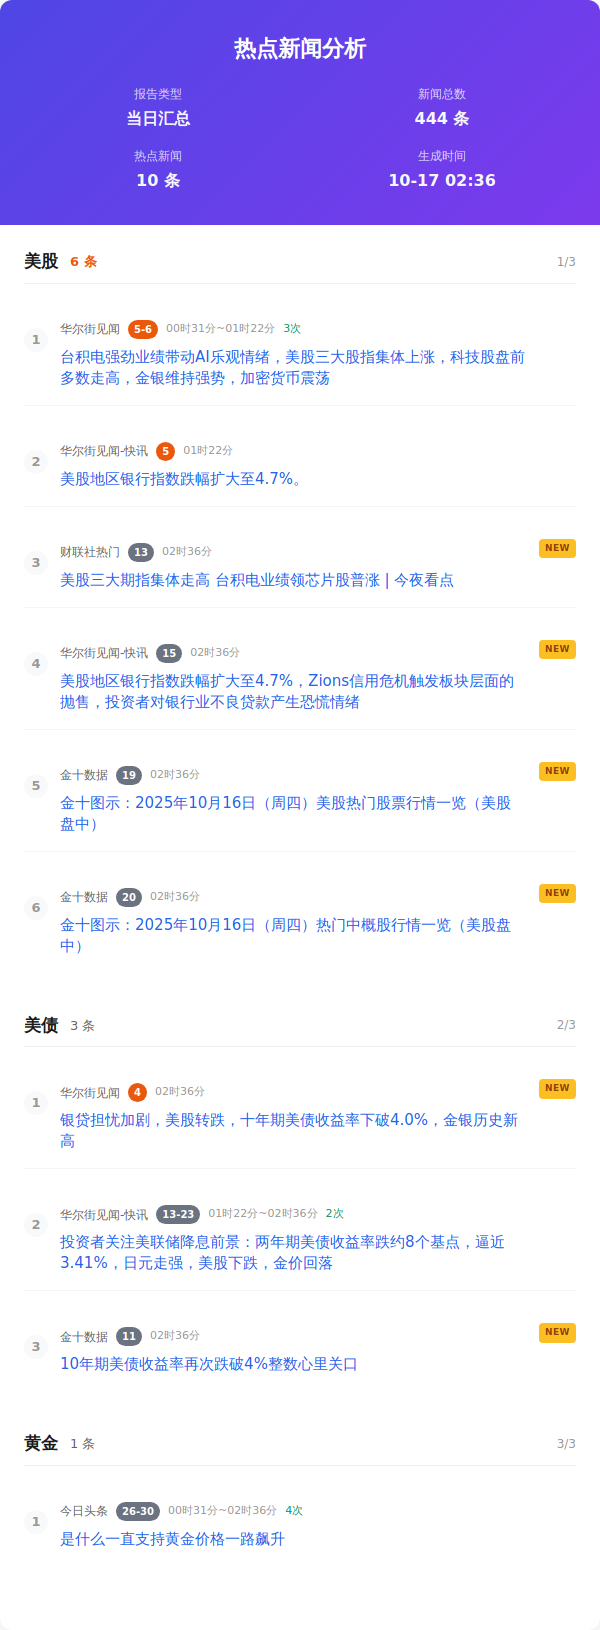 热点新闻分析
报告类型
当日汇总
新闻总数
444 条
热点新闻
10 条
生成时间
10-17 02:36
美股 6 条 1/3
1 华尔街见闻 5-6 00时31分~01时22分 3次
台积电强劲业绩带动AI乐观情绪，美股三大股指集体上涨，科技股盘前
多数走高，金银维持强势，加密货币震荡
2 华尔街见闻-快讯 5 01时22分
美股地区银行指数跌幅扩大至4.7%。
3 财联社热门 13 02时36分 NEW
美股三大期指集体走高 台积电业绩领芯片股普涨 | 今夜看点
4 华尔街见闻-快讯 15 02时36分 NEW
美股地区银行指数跌幅扩大至4.7%，Zions信用危机触发板块层面的
抛售，投资者对银行业不良贷款产生恐慌情绪
5 金十数据 19 02时36分 NEW
金十图示：2025年10月16日（周四）美股热门股票行情一览（美股
盘中）
6 金十数据 20 02时36分 NEW
金十图示：2025年10月16日（周四）热门中概股行情一览（美股盘
中）
美债 3 条 2/3
1 华尔街见闻 4 02时36分 NEW
银贷担忧加剧，美股转跌，十年期美债收益率下破4.0%，金银历史新
高
2 华尔街见闻-快讯 13-23 01时22分~02时36分 2次
投资者关注美联储降息前景：两年期美债收益率跌约8个基点，逼近
3.41%，日元走强，美股下跌，金价回落
3 金十数据 11 02时36分 NEW
10年期美债收益率再次跌破4%整数心里关口
黄金 1 条 3/3
1 今日头条 26-30 00时31分~02时36分 4次
是什么一直支持黄金价格一路飙升